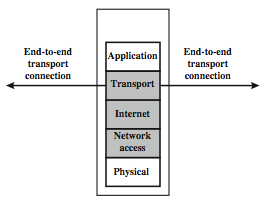 End-to-end
transport
connection
Application
Transport
Internet
Network
access
Physical
End-to-end
transport
connection